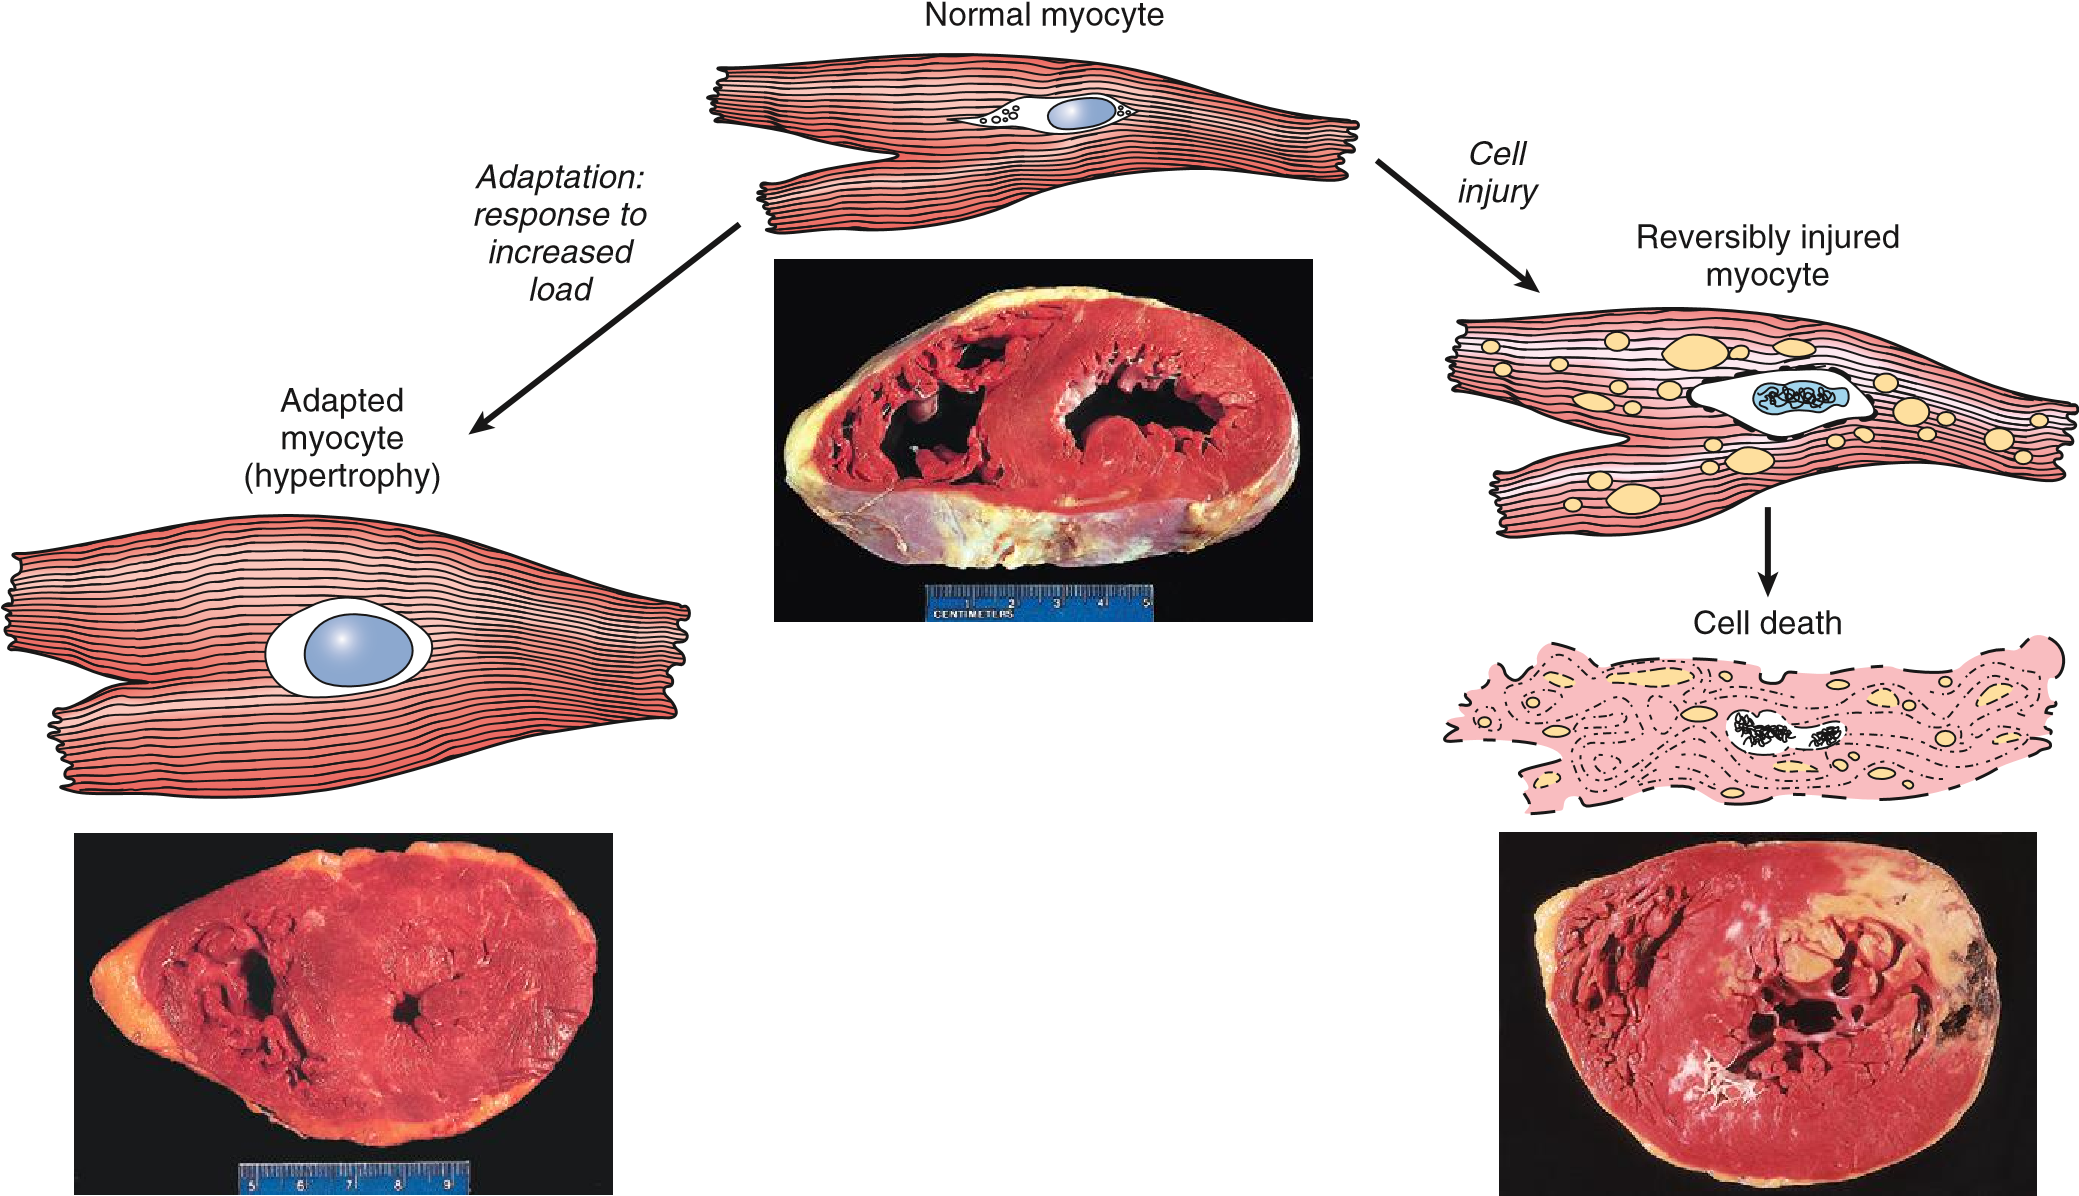 Normal myocyte
Adaptation:
response to
increased
load
Cell
injury
Reversibly injured
myocyte
Adapted
myocyte
(hypertrophy)
1 2 3 4 5
CENTIMETERS
Cell death
5 6 7 8 9